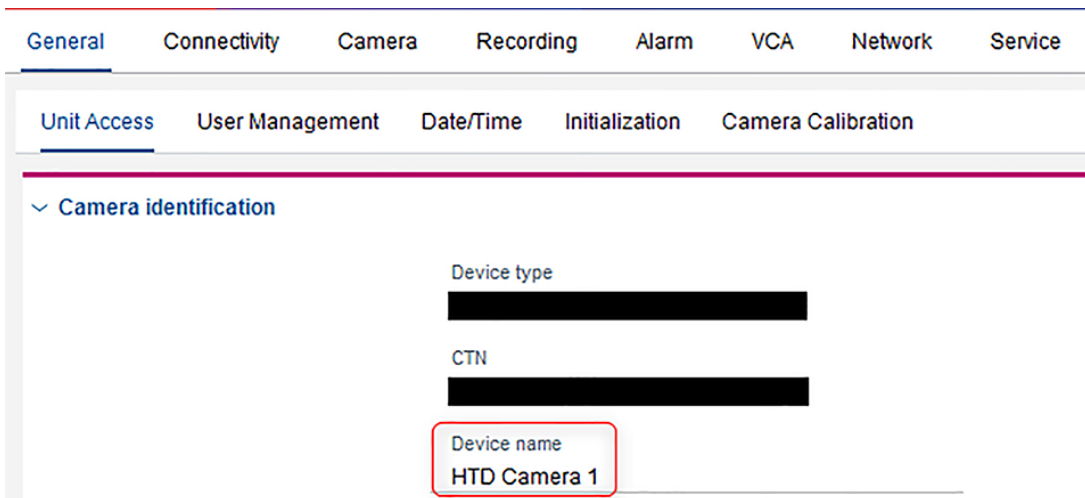 General Connectivity Camera Recording Alarm VCA Network Service
Unit Access User Management Date/Time Initialization Camera Calibration
Camera identification
Device type
CTN
Device name
HTD Camera 1